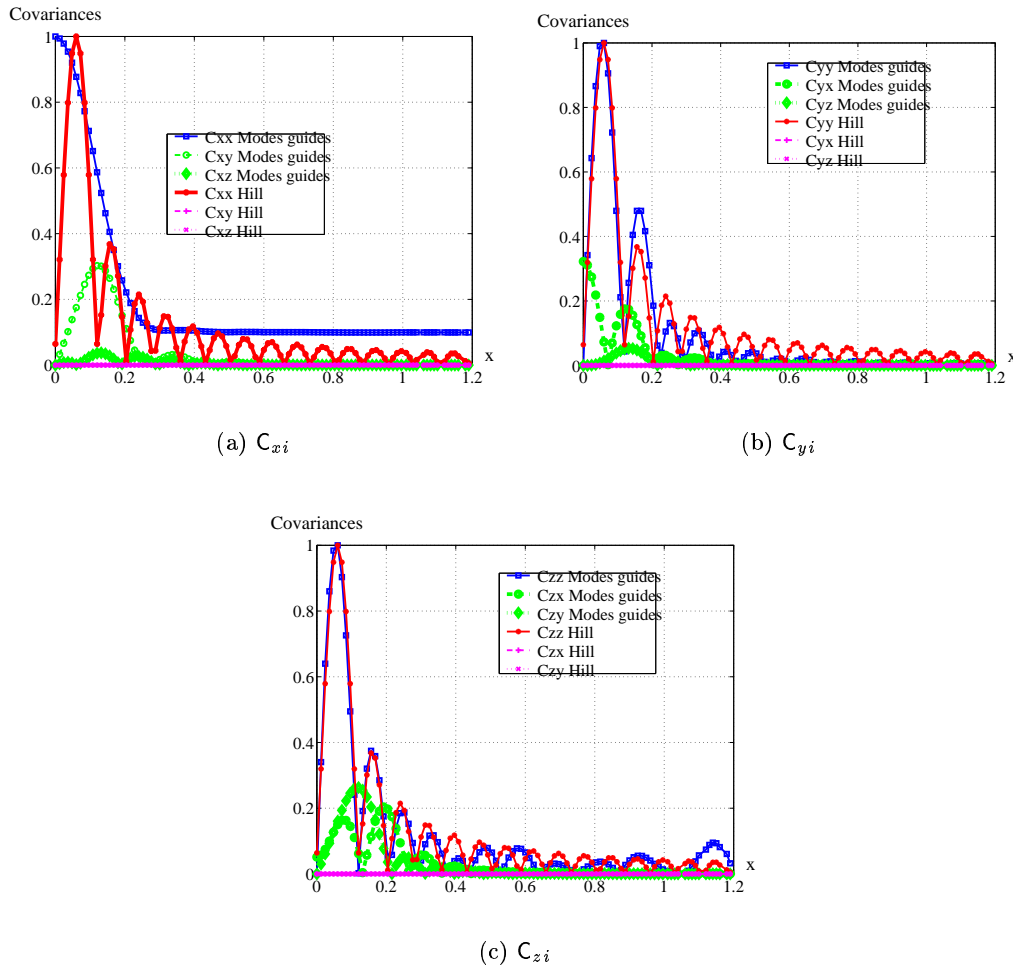 Covariances
1
0.8
0.6
0.4
0.2
0
0 0.2 0.4 0.6 0.8 1 1.2
x
Cxx Modes guides
Cxy Modes guides
Cxz Modes guides
Cxx Hill
Cxy Hill
Cxz Hill
(a) C_{xi}
Covariances
1
0.8
0.6
0.4
0.2
0
0 0.2 0.4 0.6 0.8 1 1.2
x
Cyy Modes guides
Cyx Modes guides
Cyz Modes guides
Cyy Hill
Cyx Hill
Cyz Hill
(b) C_{yi}
Covariances
1
0.8
0.6
0.4
0.2
0
0 0.2 0.4 0.6 0.8 1 1.2
x
Czz Modes guides
Czx Modes guides
Czy Modes guides
Czz Hill
Czx Hill
Czy Hill
(c) C_{zi}